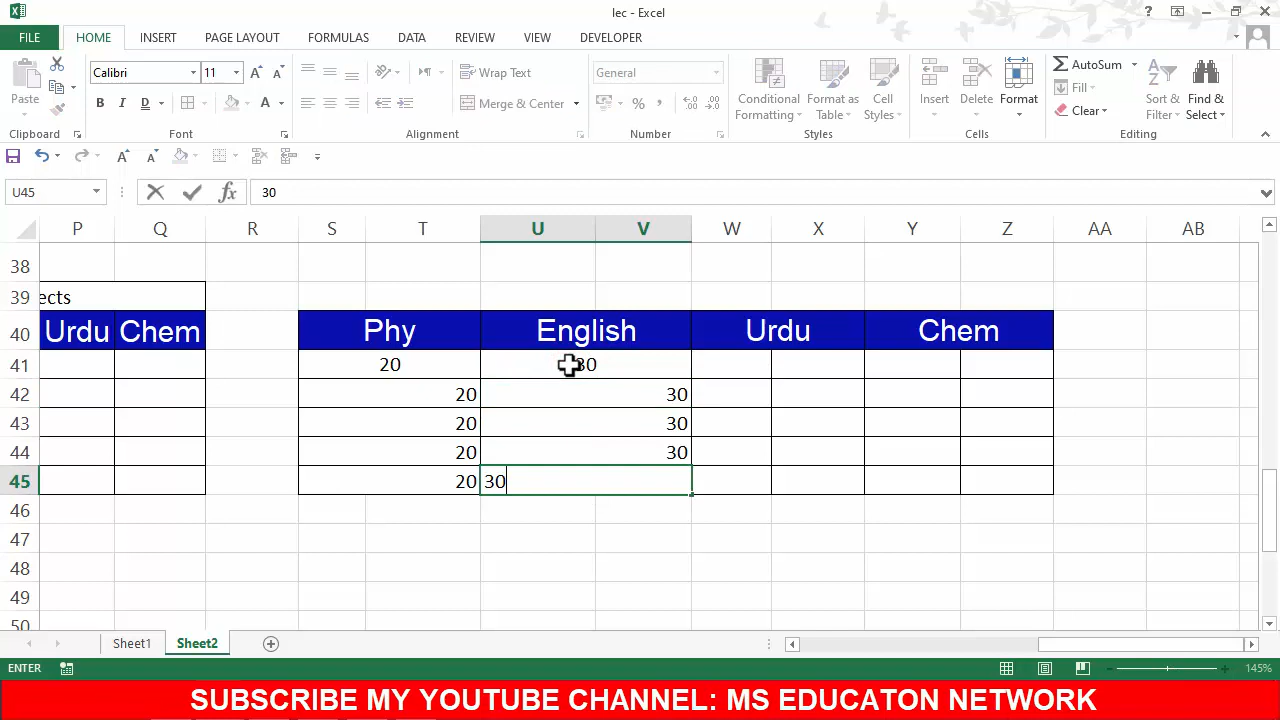 lec - Excel
FILE HOME INSERT PAGE LAYOUT FORMULAS DATA REVIEW VIEW DEVELOPER
Calibri 11 Wrap Text General AutoSum
Paste Conditional Format as Cell Insert Delete Format Fill Sort & Find &
B I D A Merge & Center % , Formatting Table Styles Clear Filter Select
Clipboard Font Alignment Number Styles Cells Editing
U45 fx 30
P Q R S T U V W X Y Z AA AB
38
39 ects
40 Urdu Chem Phy English Urdu Chem
41 20 30
42 20 30
43 20 30
44 20 30
45 20 30
46
47
48
49
50
Sheet1 Sheet2
ENTER 145%
SUBSCRIBE MY YOUTUBE CHANNEL: MS EDUCATON NETWORK